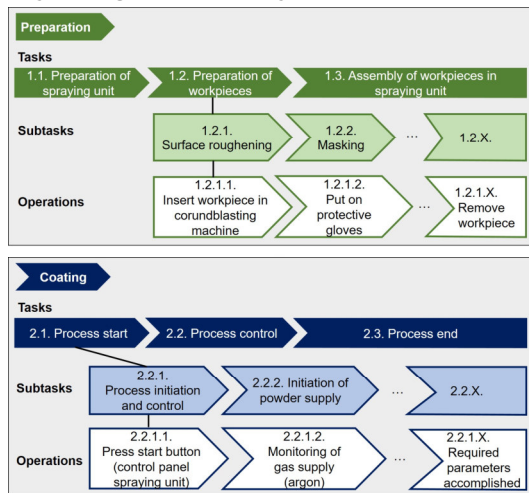 Preparation
Tasks
1.1. Preparation of
spraying unit
1.2. Preparation of
workpieces
1.3. Assembly of workpieces in
spraying unit
Subtasks
1.2.1.
Surface roughening
1.2.2.
Masking
...
1.2.X.
Operations
1.2.1.1.
Insert workpiece in
corundblasting
machine
1.2.1.2.
Put on
protective
gloves
...
1.2.1.X.
Remove
workpiece
Coating
Tasks
2.1. Process start
2.2. Process control
2.3. Process end
Subtasks
2.2.1.
Process initiation
and control
2.2.2. Initiation of
powder supply
...
2.2.X.
Operations
2.2.1.1.
Press start button
(control panel
spraying unit)
2.2.1.2.
Monitoring of
gas supply
(argon)
...
2.2.1.X.
Required
parameters
accomplished